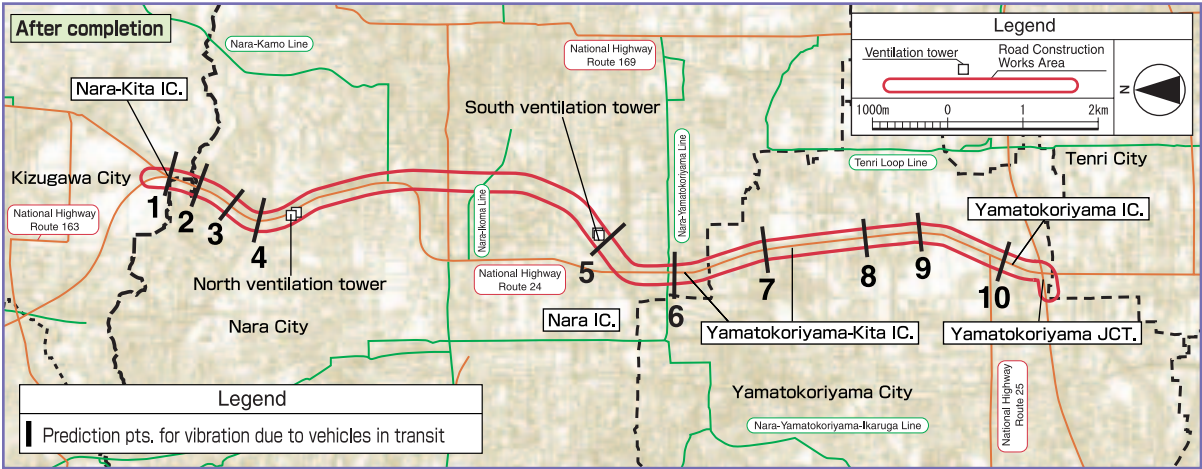 After completion
Nara-Kamo Line
National Highway
Route 169
Legend
Ventilation tower
Road Construction
Works Area
1000m
0
1
2km
N
Nara-Kita IC.
South ventilation tower
Nara-Yamatokoriyama Line
Tenri Loop Line
Tenri City
Kizugawa City
Yamatokoriyama IC.
1
2
3
4
National Highway
Route 163
Nara-Ikoma Line
5
6
7
8
9
10
North ventilation tower
National Highway
Route 24
Nara City
Nara IC.
Yamatokoriyama-Kita IC.
Yamatokoriyama JCT.
Yamatokoriyama City
National Highway
Route 25
Nara-Yamatokoriyama-Ikaruga Line
Legend
Prediction pts. for vibration due to vehicles in transit